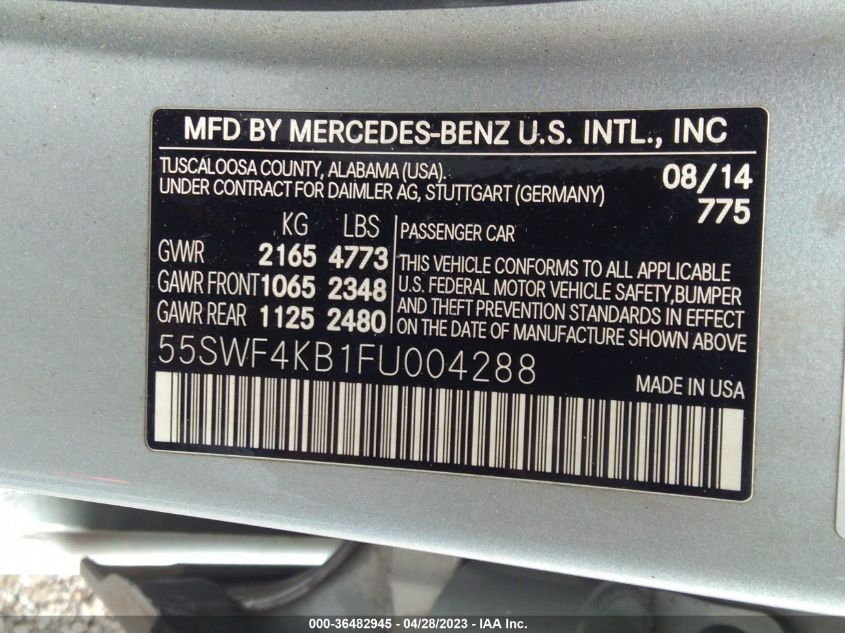 MFD BY MERCEDES-BENZ U.S. INTL., INC
TUSCALOOSA COUNTY, ALABAMA (USA).
UNDER CONTRACT FOR DAIMLER AG, STUTTGART (GERMANY)
08/14
775
KG LBS
GVWR 2165 4773
GAWR FRONT 1065 2348
GAWR REAR 1125 2480
PASSENGER CAR
THIS VEHICLE CONFORMS TO ALL APPLICABLE
U.S. FEDERAL MOTOR VEHICLE SAFETY, BUMPER
AND THEFT PREVENTION STANDARDS IN EFFECT
ON THE DATE OF MANUFACTURE SHOWN ABOVE
55SWF4KB1FU004288
MADE IN USA
000-36482945 - 04/28/2023 - IAA Inc.